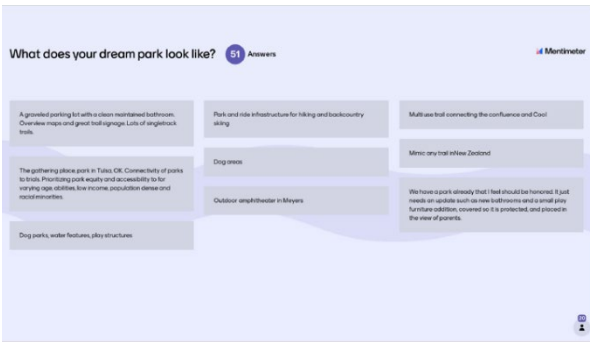 What does your dream park look like?
51 Answers
Mentimeter
A graveled parking lot with a clean maintained bathroom.
Overview maps and great trail signage. Lots of singletrack
trails.
The gathering place park in Tulsa, OK. Connectivity of parks
to trails. Prioritizing park equity and accessibility to for
varying age, abilities, low income, population dense and
racial minorities.
Dog parks, water features, play structures
Park and ride infrastructure for hiking and backcountry
skiing
Dog areas
Outdoor amphitheater in Meyers
Multiuse trail connecting the confluence and Cool
Mimic any trail inNew Zealand
We have a park already that I feel should be honored. It just
needs an update such as new bathrooms and a small play
furniture addition, covered so it is protected, and placed in
the view of parents.